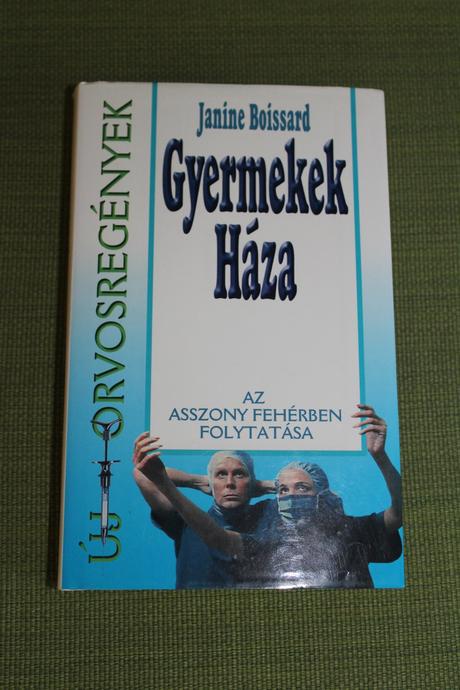 ÚJ ORVOSREGÉNYEK
Janine Boissard
Gyermekek
Háza
AZ
ASSZONY FEHÉRBEN
FOLYTATÁSA